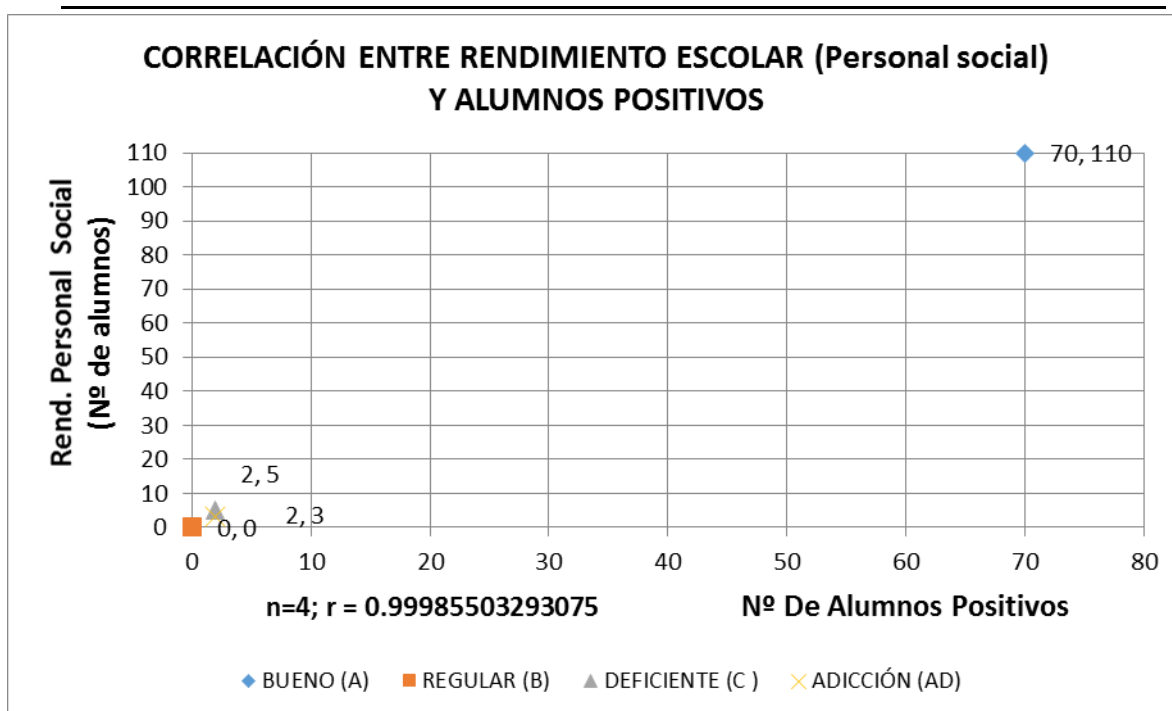 CORRELACIÓN ENTRE RENDIMIENTO ESCOLAR (Personal social)
Y ALUMNOS POSITIVOS
Rend. Personal Social
(Nº de alumnos)
110
100
90
80
70
60
50
40
30
20
10
0
70, 110
2, 5
2, 3
0, 0
0 10 20 30 40 50 60 70 80
n=4; r = 0.99985503293075
Nº De Alumnos Positivos
BUENO (A) REGULAR (B) DEFICIENTE (C ) ADICCIÓN (AD)